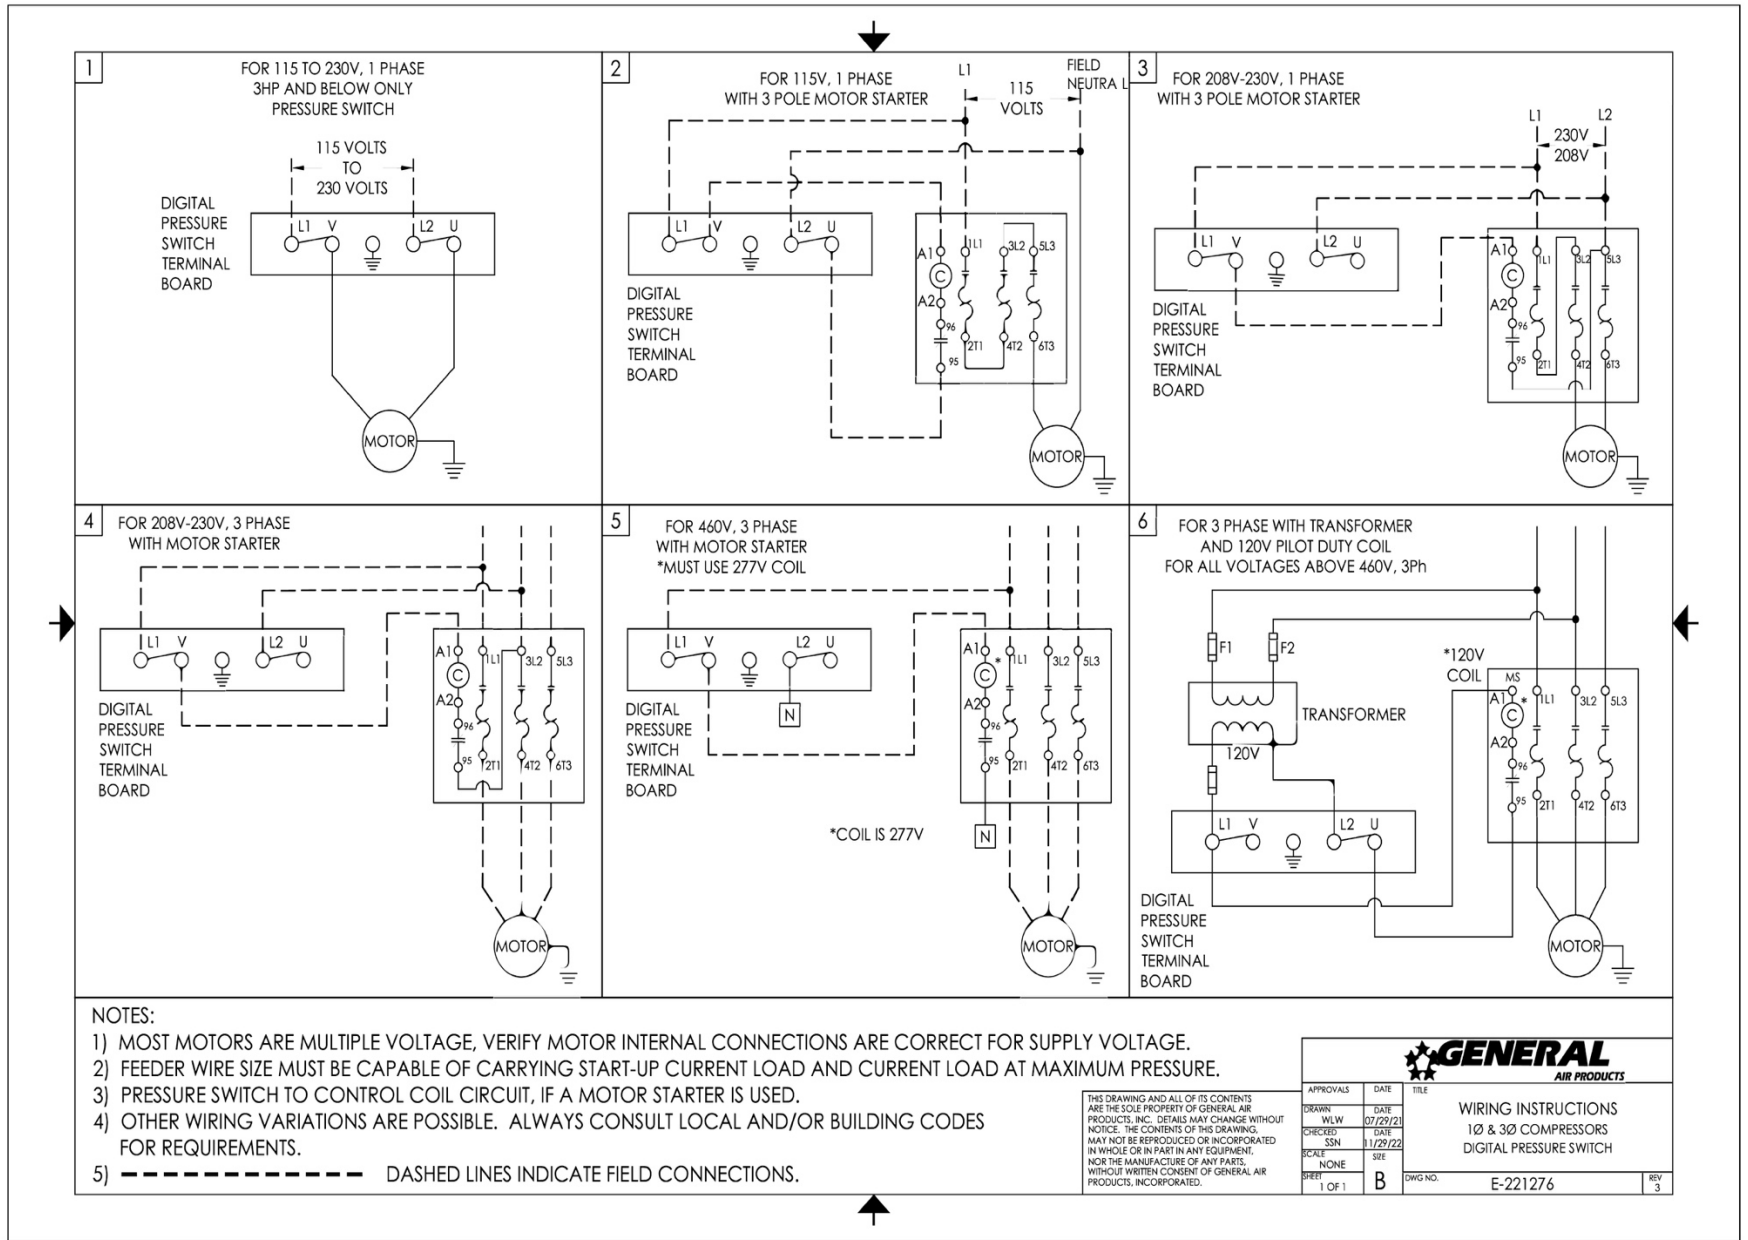 1
FOR 115 TO 230V, 1 PHASE
3HP AND BELOW ONLY
PRESSURE SWITCH
115 VOLTS
TO
230 VOLTS
DIGITAL
PRESSURE
SWITCH
TERMINAL
BOARD
L1 V L2 U
MOTOR
2
FOR 115V, 1 PHASE
WITH 3 POLE MOTOR STARTER
L1
115
VOLTS
FIELD
NEUTRA L
L1 V L2 U
A1 1L1 3L2 5L3
C
A2
96
2T1 4T2 6T3
95
DIGITAL
PRESSURE
SWITCH
TERMINAL
BOARD
MOTOR
3
FOR 208V-230V, 1 PHASE
WITH 3 POLE MOTOR STARTER
L1 L2
230V
208V
L1 V L2 U
A1 1L1 3L2 5L3
C
A2
96
95 2T1 4T2 6T3
DIGITAL
PRESSURE
SWITCH
TERMINAL
BOARD
MOTOR
4
FOR 208V-230V, 3 PHASE
WITH MOTOR STARTER
L1 V L2 U
A1 1L1 3L2 5L3
C
A2
96
95 2T1 4T2 6T3
DIGITAL
PRESSURE
SWITCH
TERMINAL
BOARD
MOTOR
5
FOR 460V, 3 PHASE
WITH MOTOR STARTER
*MUST USE 277V COIL
L1 V L2 U
N
A1 * 1L1 3L2 5L3
C
A2
96
95 2T1 4T2 6T3
DIGITAL
PRESSURE
SWITCH
TERMINAL
BOARD
*COIL IS 277V
N
MOTOR
6
FOR 3 PHASE WITH TRANSFORMER
AND 120V PILOT DUTY COIL
FOR ALL VOLTAGES ABOVE 460V, 3Ph
F1 F2
*120V
COIL
MS
TRANSFORMER
120V
A1 * 1L1 3L2 5L3
C
A2
96
95 2T1 4T2 6T3
L1 V L2 U
DIGITAL
PRESSURE
SWITCH
TERMINAL
BOARD
MOTOR
NOTES:
1) MOST MOTORS ARE MULTIPLE VOLTAGE, VERIFY MOTOR INTERNAL CONNECTIONS ARE CORRECT FOR SUPPLY VOLTAGE.
2) FEEDER WIRE SIZE MUST BE CAPABLE OF CARRYING START-UP CURRENT LOAD AND CURRENT LOAD AT MAXIMUM PRESSURE.
3) PRESSURE SWITCH TO CONTROL COIL CIRCUIT, IF A MOTOR STARTER IS USED.
4) OTHER WIRING VARIATIONS ARE POSSIBLE. ALWAYS CONSULT LOCAL AND/OR BUILDING CODES
FOR REQUIREMENTS.
5) DASHED LINES INDICATE FIELD CONNECTIONS.
THIS DRAWING AND ALL OF ITS CONTENTS
ARE THE SOLE PROPERTY OF GENERAL AIR
PRODUCTS, INC. DETAILS MAY CHANGE WITHOUT
NOTICE. THE CONTENTS OF THIS DRAWING,
MAY NOT BE REPRODUCED OR INCORPORATED
IN WHOLE OR IN PART IN ANY EQUIPMENT,
NOR THE MANUFACTURE OF ANY PARTS,
WITHOUT WRITTEN CONSENT OF GENERAL AIR
PRODUCTS, INCORPORATED.
GENERAL
AIR PRODUCTS
APPROVALS DATE TITLE
DRAWN DATE
WLW 07/29/21
CHECKED DATE
SSN 11/29/22
SCALE SIZE
NONE
SHEET
1 OF 1 B
WIRING INSTRUCTIONS
1Ø & 3Ø COMPRESSORS
DIGITAL PRESSURE SWITCH
DWG NO. E-221276
REV
3